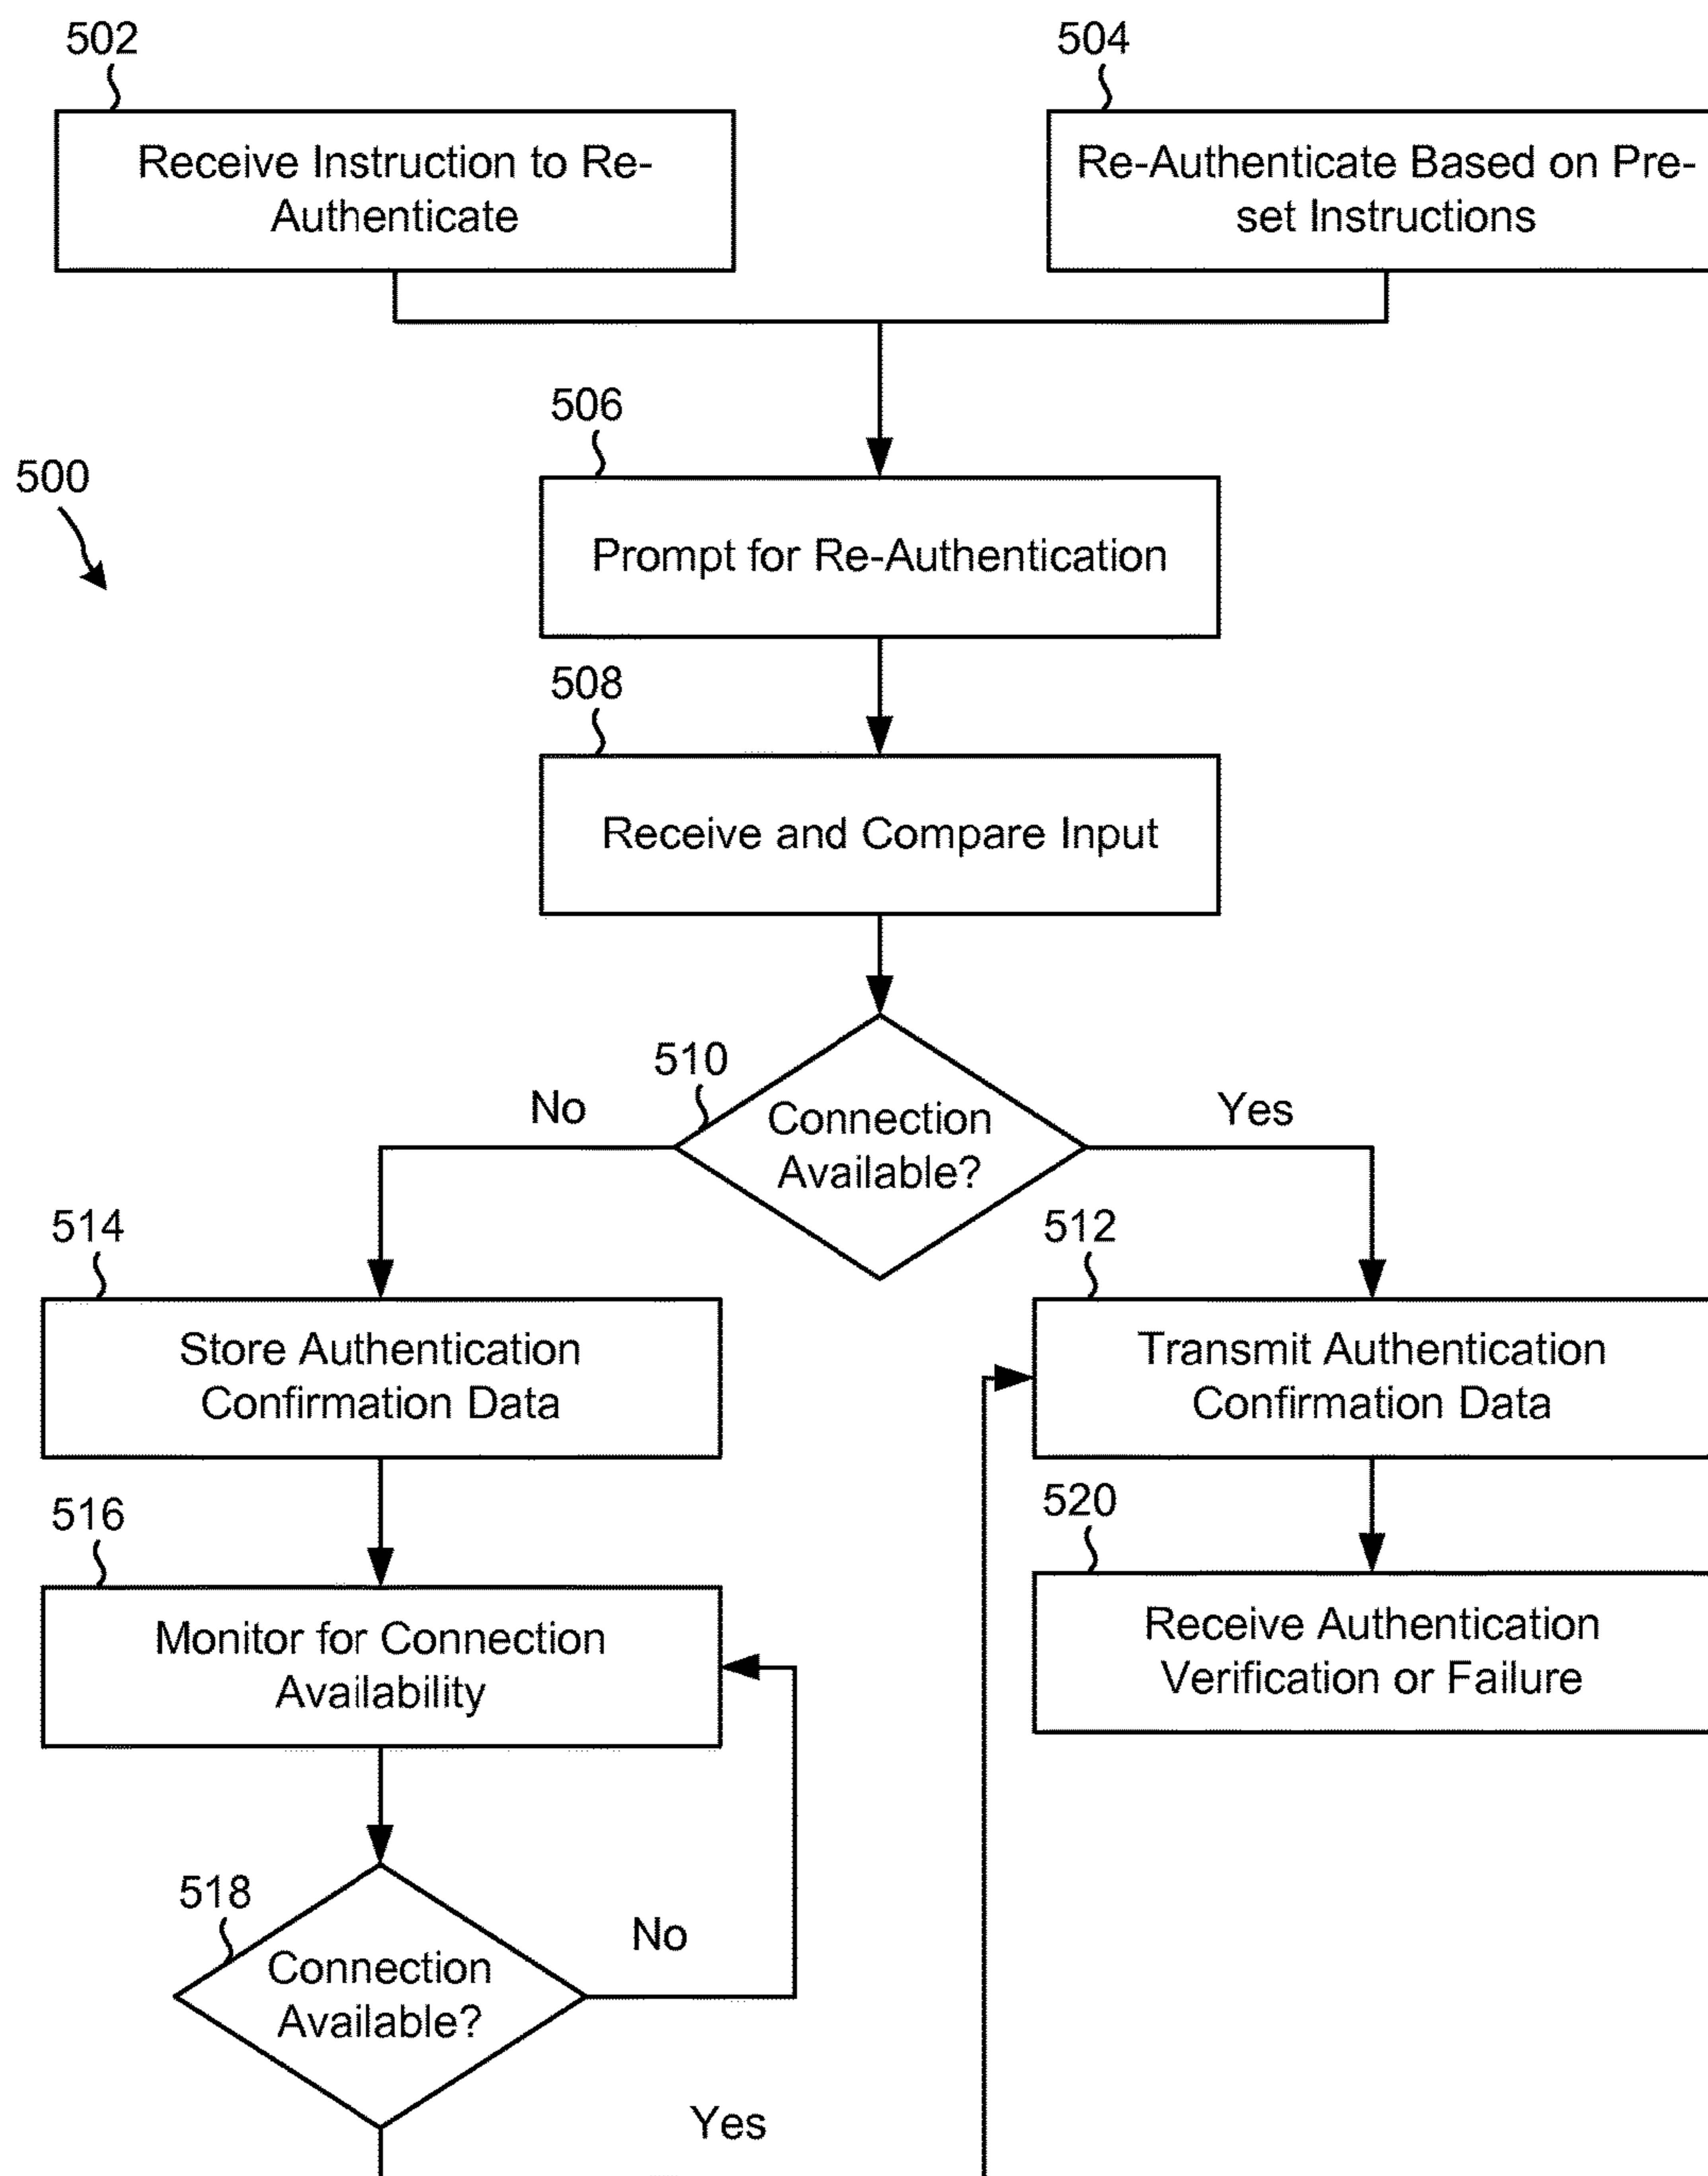 502
504
Receive Instruction to Re-
Authenticate
Re-Authenticate Based on Pre-
set Instructions
506
500
Prompt for Re-Authentication
508
Receive and Compare Input
510
No
Yes
Connection
Available?
514
512
Store Authentication
Confirmation Data
Transmit Authentication
Confirmation Data
516
520
Monitor for Connection
Availability
Receive Authentication
Verification or Failure
518
No
Connection
Available?
Yes